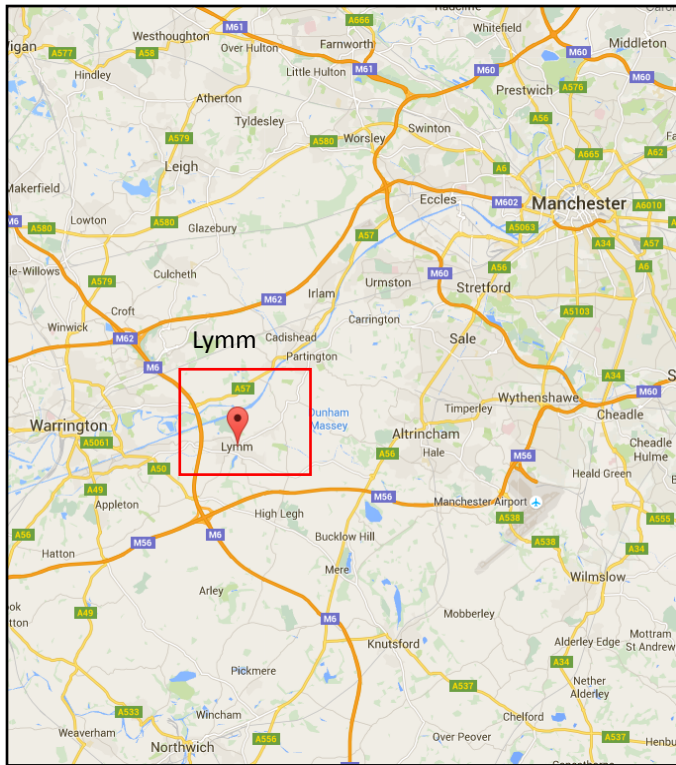 Radcliffe
Whitefield
M61
A666
Westhoughton
Wigan
A577
A58
Over Hulton
Farnworth
M60
M60
Middleton
M61
Little Hulton
M60
Hindley
Prestwich
A576
Atherton
A56
Tyldesley
Swinton
A579
A580
Worsley
A665
A62
Leigh
A6
Makerfield
Eccles
M602
Manchester
A6010
M6
Lowton
A580
A580
Glazebury
A57
A5063
A34
A57
le-Willows
A579
Culcheth
M60
A56
A6
Urmston
Stretford
M62
Irlam
Croft
Carrington
A5103
Winwick
M62
Lymm
Cadishead
Sale
Partington
M6
A34
A57
Wythenshawe
M60
Warrington
Dunham
Massey
Timperley
Cheadle
A5061
Lymm
Altrincham
Cheadle
Hulme
A56
Hale
M56
A50
Heald Green
A49
M56
Manchester Airport
Appleton
High Legh
A538
A555
A56
M6
Bucklow Hill
M56
A538
A34
Hatton
Mere
Wilmslow
Arley
A49
M6
Mobberley
Knutsford
Alderley Edge
Mottram
St Andrew
A34
Pickmere
Nether
Alderley
A537
A533
Wincham
Chelford
A537
Weaverham
A556
Over Peover
Northwich
M6